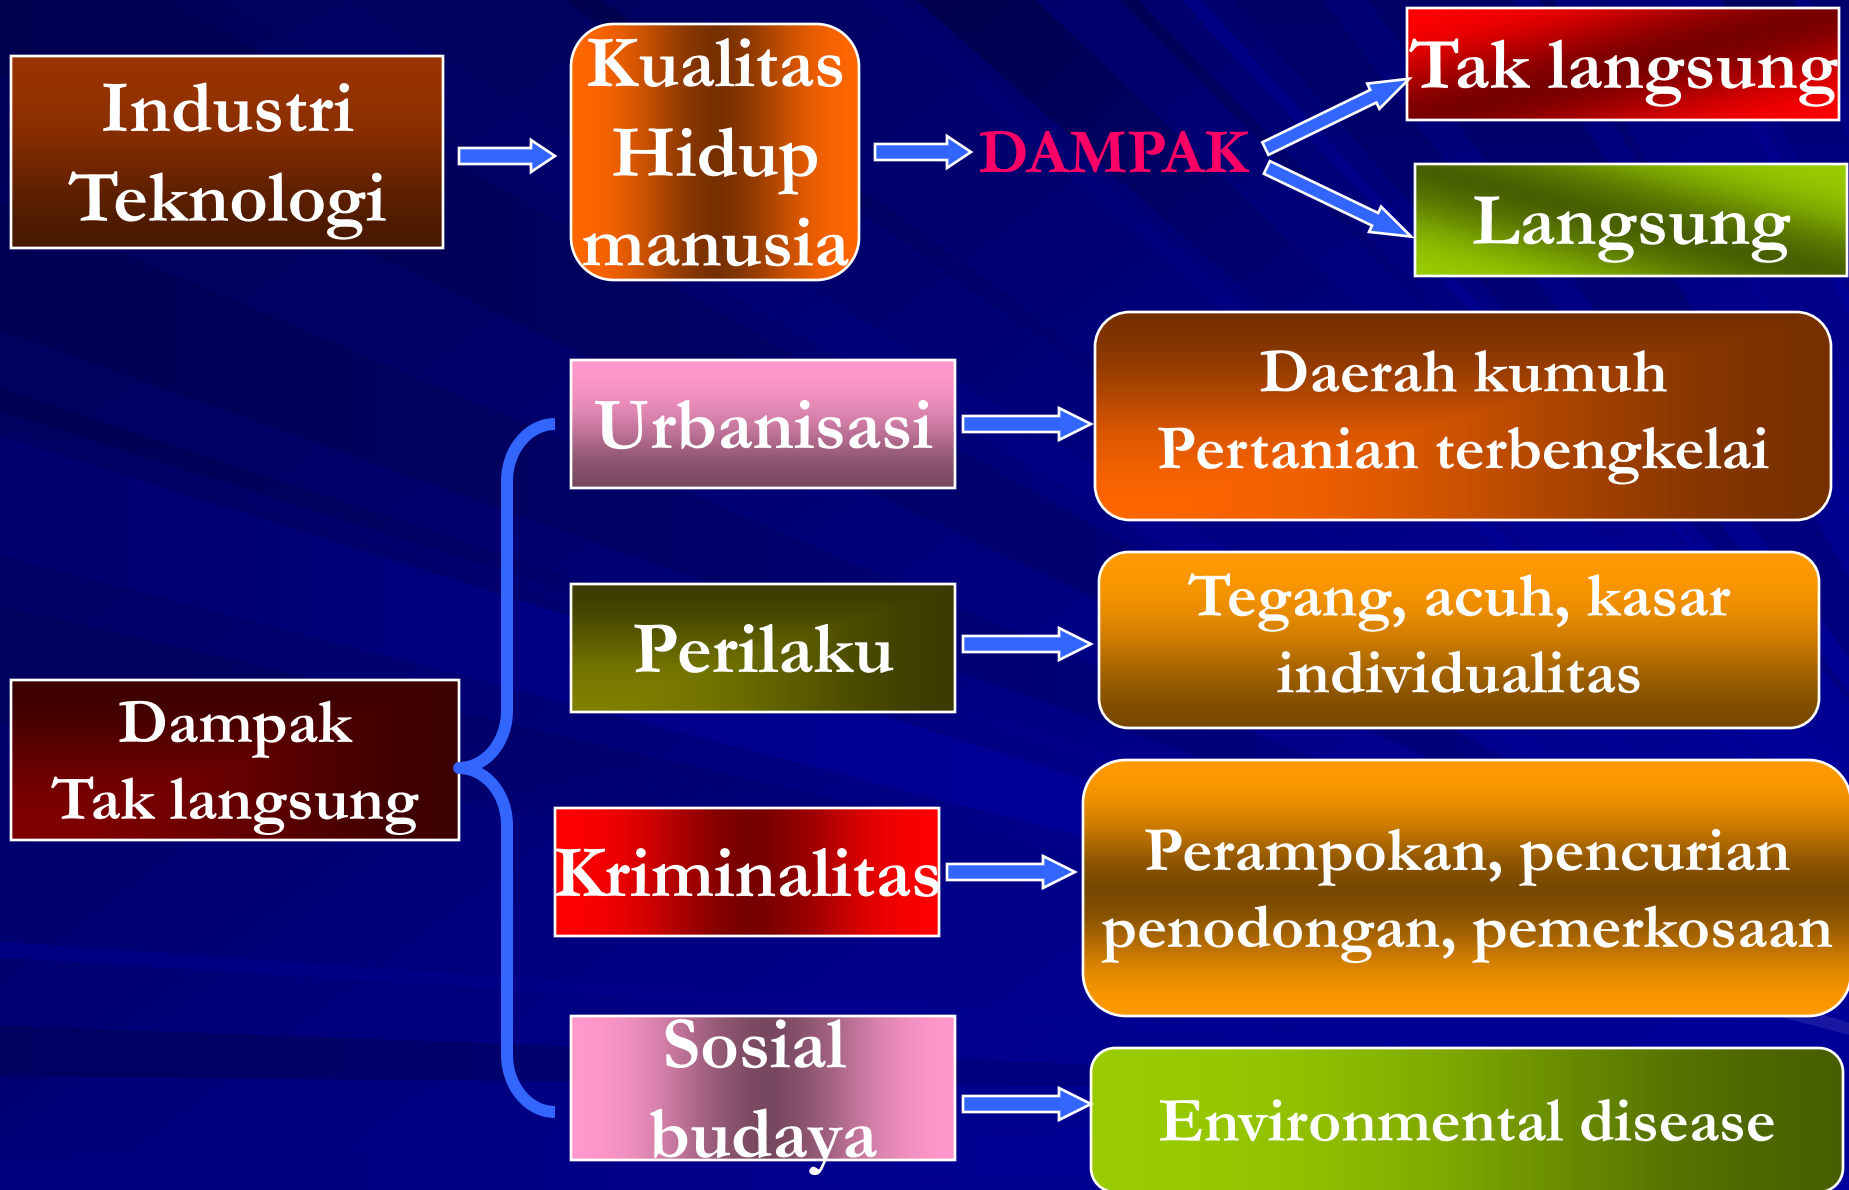 Industri
Teknologi
Kualitas
Hidup
manusia
DAMPAK
Tak langsung
Langsung
Dampak
Tak langsung
Urbanisasi
Daerah kumuh
Pertanian terbengkelai
Perilaku
Tegang, acuh, kasar
individualitas
Kriminalitas
Perampokan, pencurian
penodongan, pemerkosaan
Sosial
budaya
Environmental disease